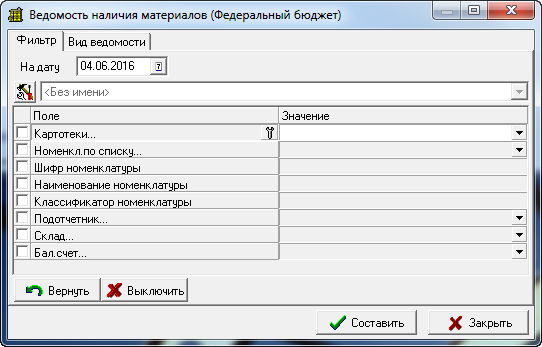 Ведомость наличия материалов (Федеральный бюджет)
Фильтр Вид ведомости
На дату 04.06.2016
<Без имени>
Поле Значение
Картотеки...
Номенкл.по списку...
Шифр номенклатуры
Наименование номенклатуры
Классификатор номенклатуры
Подотчетник...
Склад...
Бал.счет...
Вернуть Выключить
Составить Закрыть